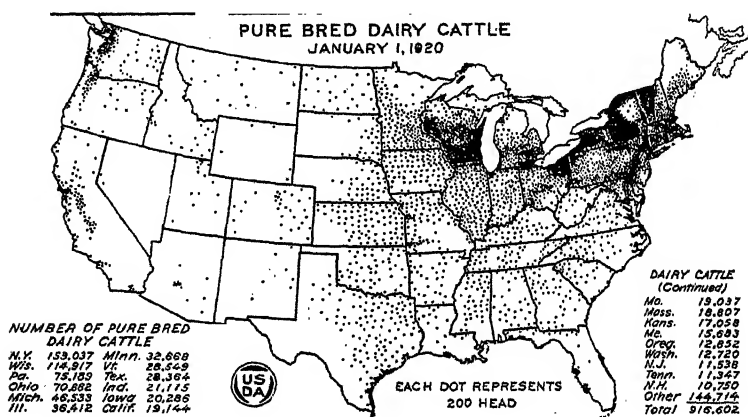 PURE BRED DAIRY CATTLE
JANUARY 1, 1920
NUMBER OF PURE BRED
DAIRY CATTLE
N.Y. 153,037 Minn. 32,668
Wis. 114,917 Vt. 28,549
Pa. 75,189 Tex. 28,364
Ohio 70,882 Ind. 21,115
Mich. 46,533 Iowa 20,286
Ill. 36,412 Calif. 19,144
US
DA
EACH DOT REPRESENTS
200 HEAD
DAIRY CATTLE
(Continued)
Mo. 19,037
Mass. 18,807
Kans. 17,058
Me. 15,683
Oreg. 12,852
Wash. 12,720
N.J. 11,538
Tenn. 11,347
N.H. 10,750
Other 144,714
Total 916,602